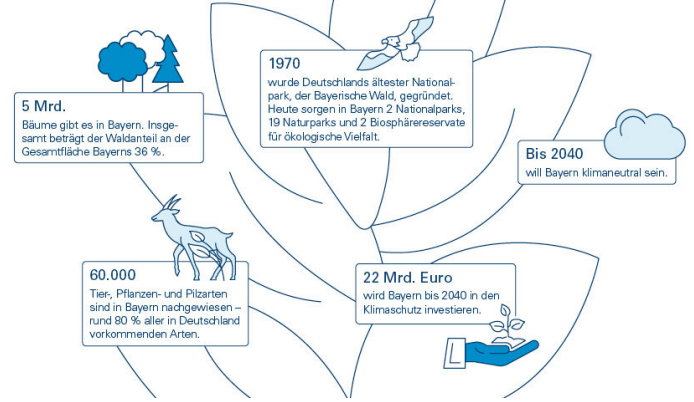 1970
wurde Deutschlands ältester National-
park, der Bayerische Wald, gegründet.
Heute sorgen in Bayern 2 Nationalparks,
19 Naturparks und 2 Biosphärereservate
für ökologische Vielfalt.
5 Mrd.
Bäume gibt es in Bayern. Insge-
samt beträgt der Waldanteil an der
Gesamtfläche Bayerns 36 %.
Bis 2040
will Bayern klimaneutral sein.
60.000
Tier-, Pflanzen- und Pilzarten
sind in Bayern nachgewiesen –
rund 80 % aller in Deutschland
vorkommenden Arten.
22 Mrd. Euro
wird Bayern bis 2040 in den
Klimaschutz investieren.